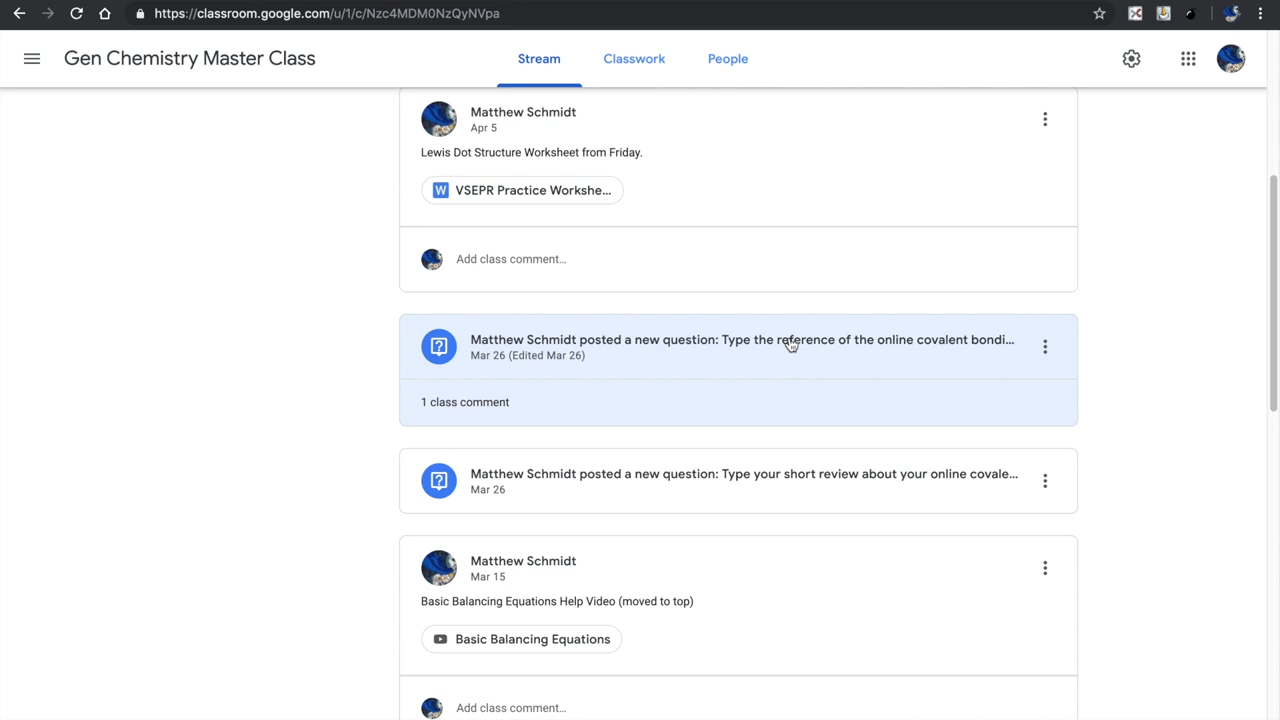 https://classroom.google.com/u/1/c/Nzc4MDM0NzQyNVpa
Gen Chemistry Master Class
Stream
Classwork
People
Matthew Schmidt
Apr 5
Lewis Dot Structure Worksheet from Friday.
W VSEPR Practice Workshe...
Add class comment...
Matthew Schmidt posted a new question: Type the reference of the online covalent bondi...
Mar 26 (Edited Mar 26)
1 class comment
Matthew Schmidt posted a new question: Type your short review about your online covale...
Mar 26
Matthew Schmidt
Mar 15
Basic Balancing Equations Help Video (moved to top)
Basic Balancing Equations
Add class comment...